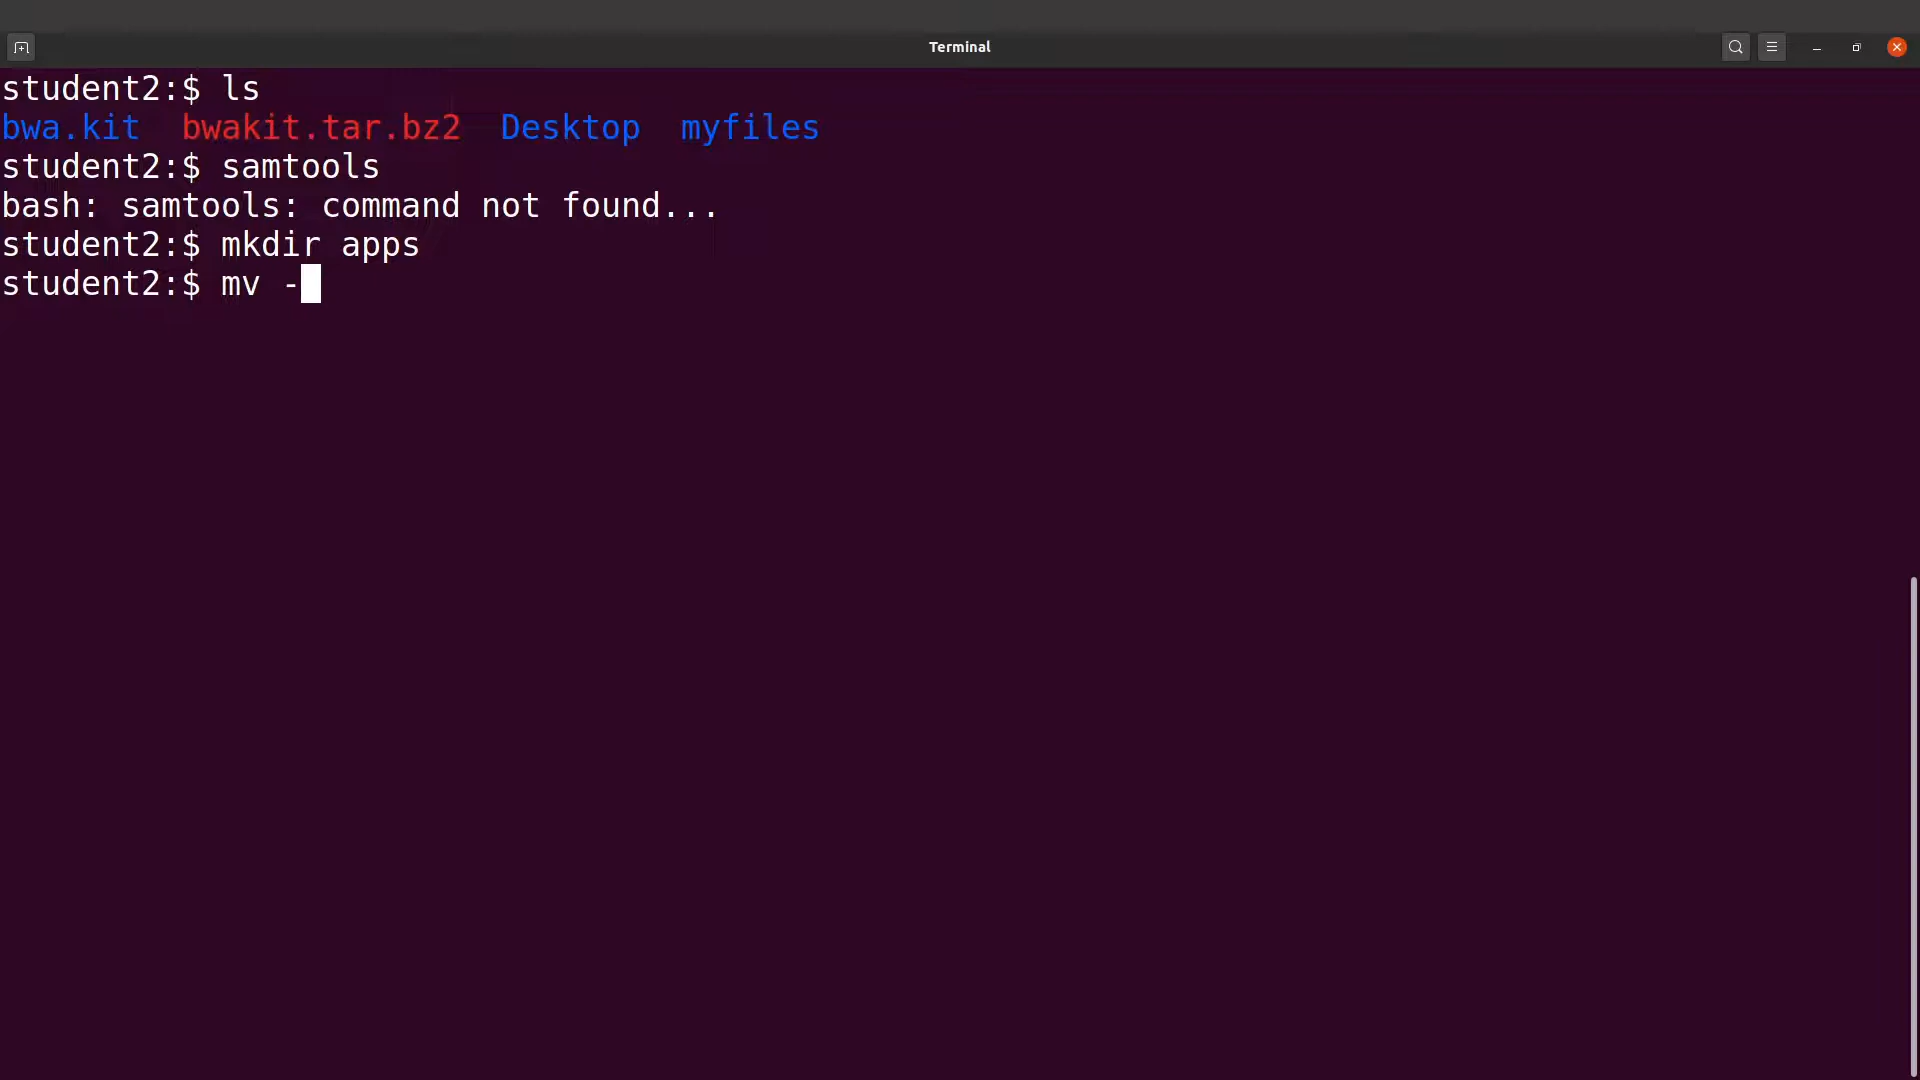 Terminal
student2:$ ls
bwa.kit  bwakit.tar.bz2  Desktop  myfiles
student2:$ samtools
bash: samtools: command not found...
student2:$ mkdir apps
student2:$ mv -